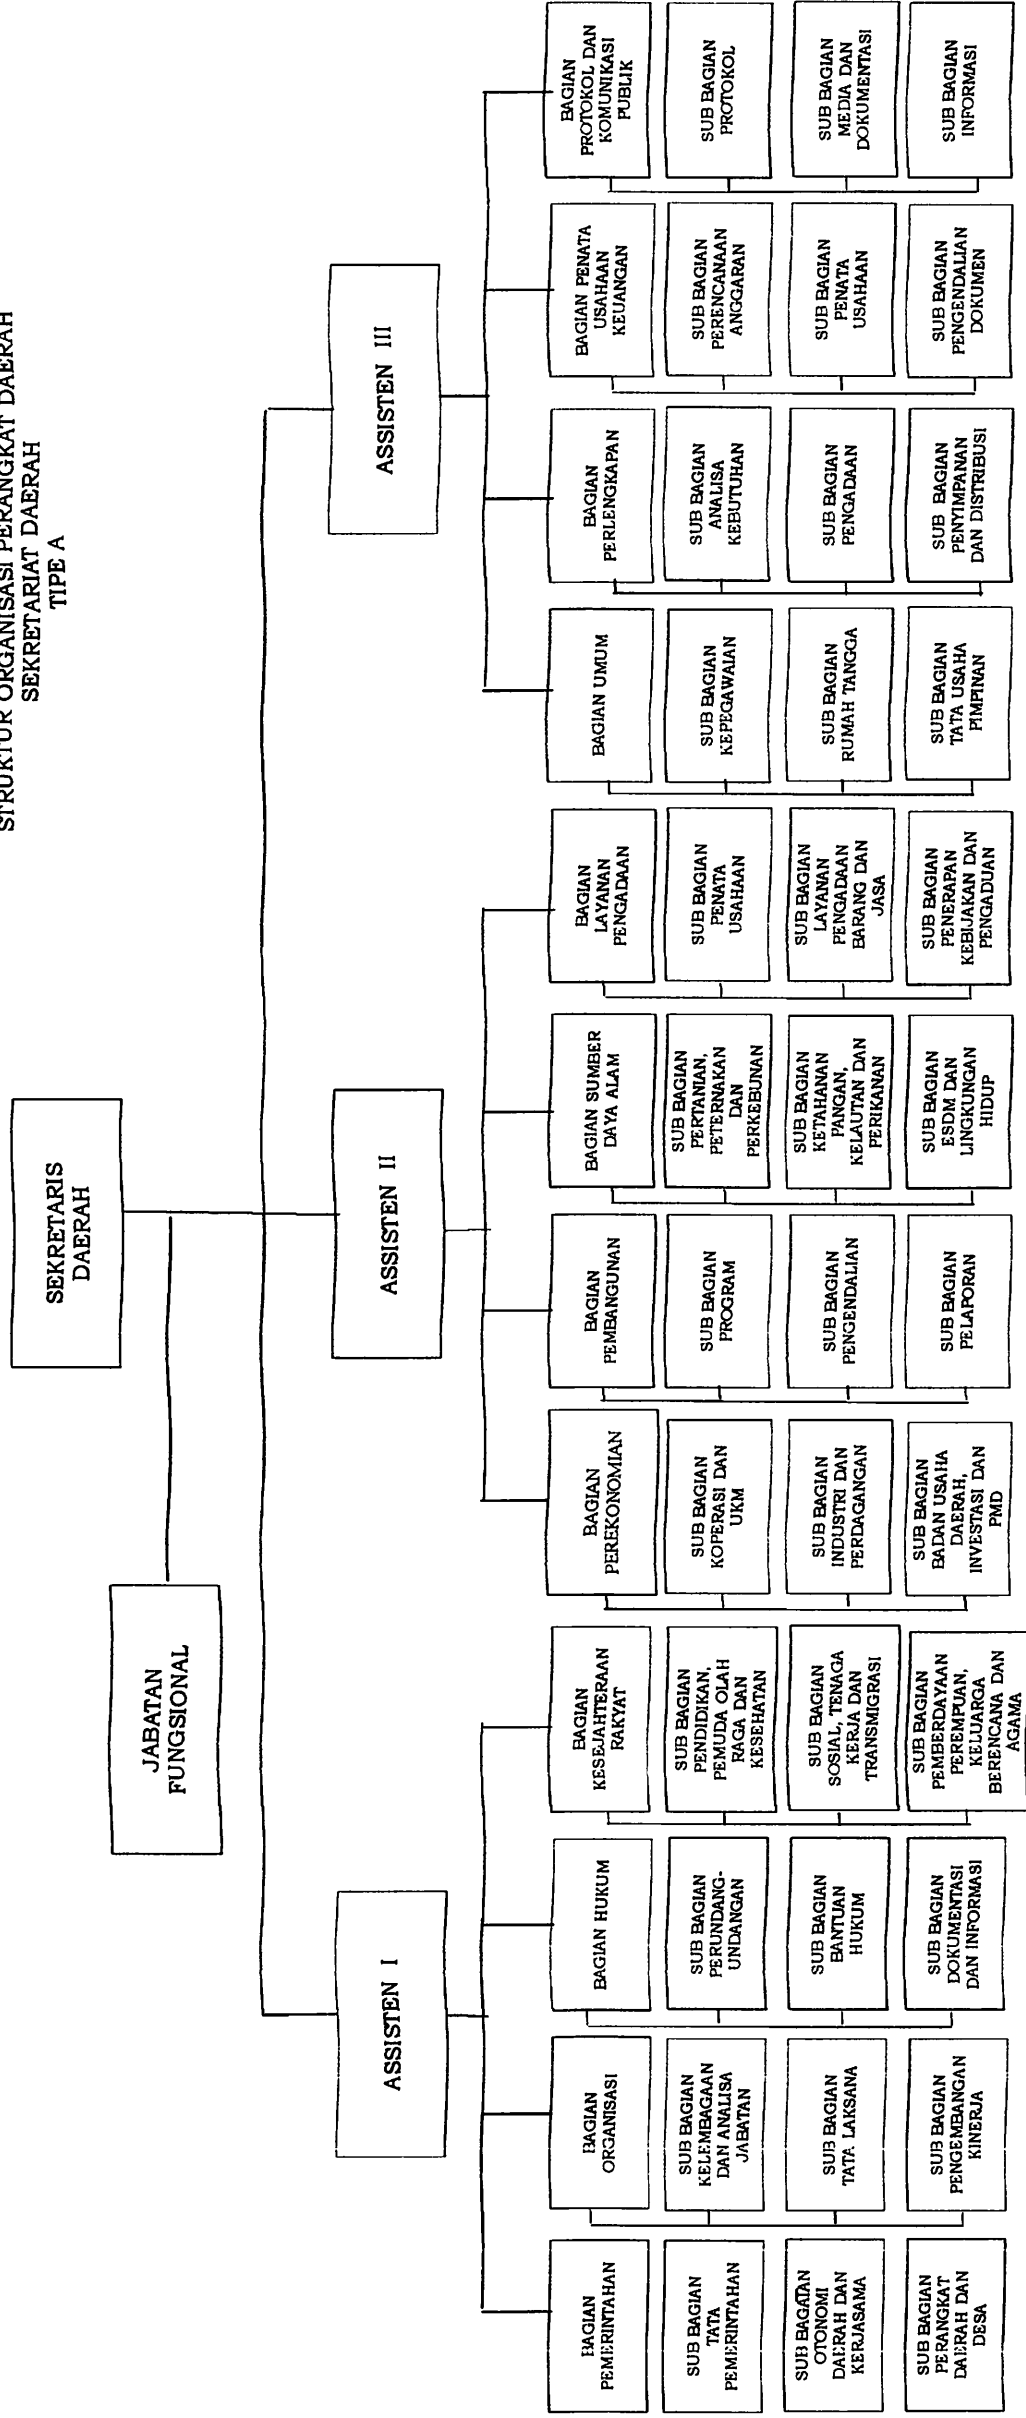 STRUKTUR ORGANISASI PERANGKAT DAERAH
SEKRETARIAT DAERAH
TIPE A
SEKRETARIS
DAERAH
JABATAN
FUNGSIONAL
ASSISTEN I
ASSISTEN II
ASSISTEN III
BAGIAN
PEMERINTAHAN
SUB BAGIAN
TATA
PEMERINTAHAN
SUB BAGATAN
OTONOMI
DAERAH DAN
KERJASAMA
SUB BAGIAN
PERANGKAT
DAERAH DAN
DESA
BAGIAN
ORGANISASI
SUB BAGIAN
KELEMBAGAAN
DAN ANALISA
JABATAN
SUB BAGIAN
TATA LAKSANA
SUB BAGIAN
PENGEMBANGAN
KINERJA
BAGIAN HUKUM
SUB BAGIAN
PERUNDANG-
UNDANGAN
SUB BAGIAN
BANTUAN
HUKUM
SUB BAGIAN
DOKUMENTASI
DAN INFORMASI
BAGIAN
KESEJAHTERAAN
RAKYAT
SUB BAGIAN
PENDIDIKAN,
PEMUDA OLAH
RAGA DAN
KESEHATAN
SUB BAGIAN
SOSIAL, TENAGA
KERJA DAN
TRANSMIGRASI
SUB BAGIAN
PEMBERDAYAAN
PEREMPUAN,
KELUARGA
BERENCANA DAN
AGAMA
BAGIAN
PEREKONOMIAN
SUB BAGIAN
KOPERASI DAN
UKM
SUB BAGIAN
INDUSTRI DAN
PERDAGANGAN
SUB BAGIAN
BADAN USAHA
DAERAH,
INVESTASI DAN
PMD
BAGIAN
PEMBANGUNAN
SUB BAGIAN
PROGRAM
SUB BAGIAN
PENGENDALIAN
SUB BAGIAN
PELAPORAN
BAGIAN SUMBER
DAYA ALAM
SUB BAGIAN
PERTANIAN,
PETERNAKAN
DAN
PERKEBUNAN
SUB BAGIAN
KETAHANAN
PANGAN,
KELAUTAN DAN
PERIKANAN
SUB BAGIAN
ESDM DAN
LINGKUNGAN
HIDUP
BAGIAN
LAYANAN
PENGADAAN
SUB BAGIAN
PENATA
USAHAAN
SUB BAGIAN
LAYANAN
PENGADAAN
BARANG DAN
JASA
SUB BAGIAN
PENERAPAN
KEBIJAKAN DAN
PENGADUAN
BAGIAN UMUM
SUB BAGIAN
KEPEGAWAIAN
SUB BAGIAN
RUMAH TANGGA
SUB BAGIAN
TATA USAHA
PIMPINAN
BAGIAN
PERLENGKAPAN
SUB BAGIAN
ANALISA
KEBUTUHAN
SUB BAGIAN
PENGADAAN
SUB BAGIAN
PENYIMPANAN
DAN DISTRIBUSI
BAGIAN PENATA
USAHAAN
KEUANGAN
SUB BAGIAN
PERENCANAAN
ANGGARAN
SUB BAGIAN
PENATA
USAHAAN
SUB BAGIAN
PENGENDALIAN
DOKUMEN
BAGIAN
PROTOKOL DAN
KOMUNIKASI
PUBLIK
SUB BAGIAN
PROTOKOL
SUB BAGIAN
MEDIA DAN
DOKUMENTASI
SUB BAGIAN
INFORMASI